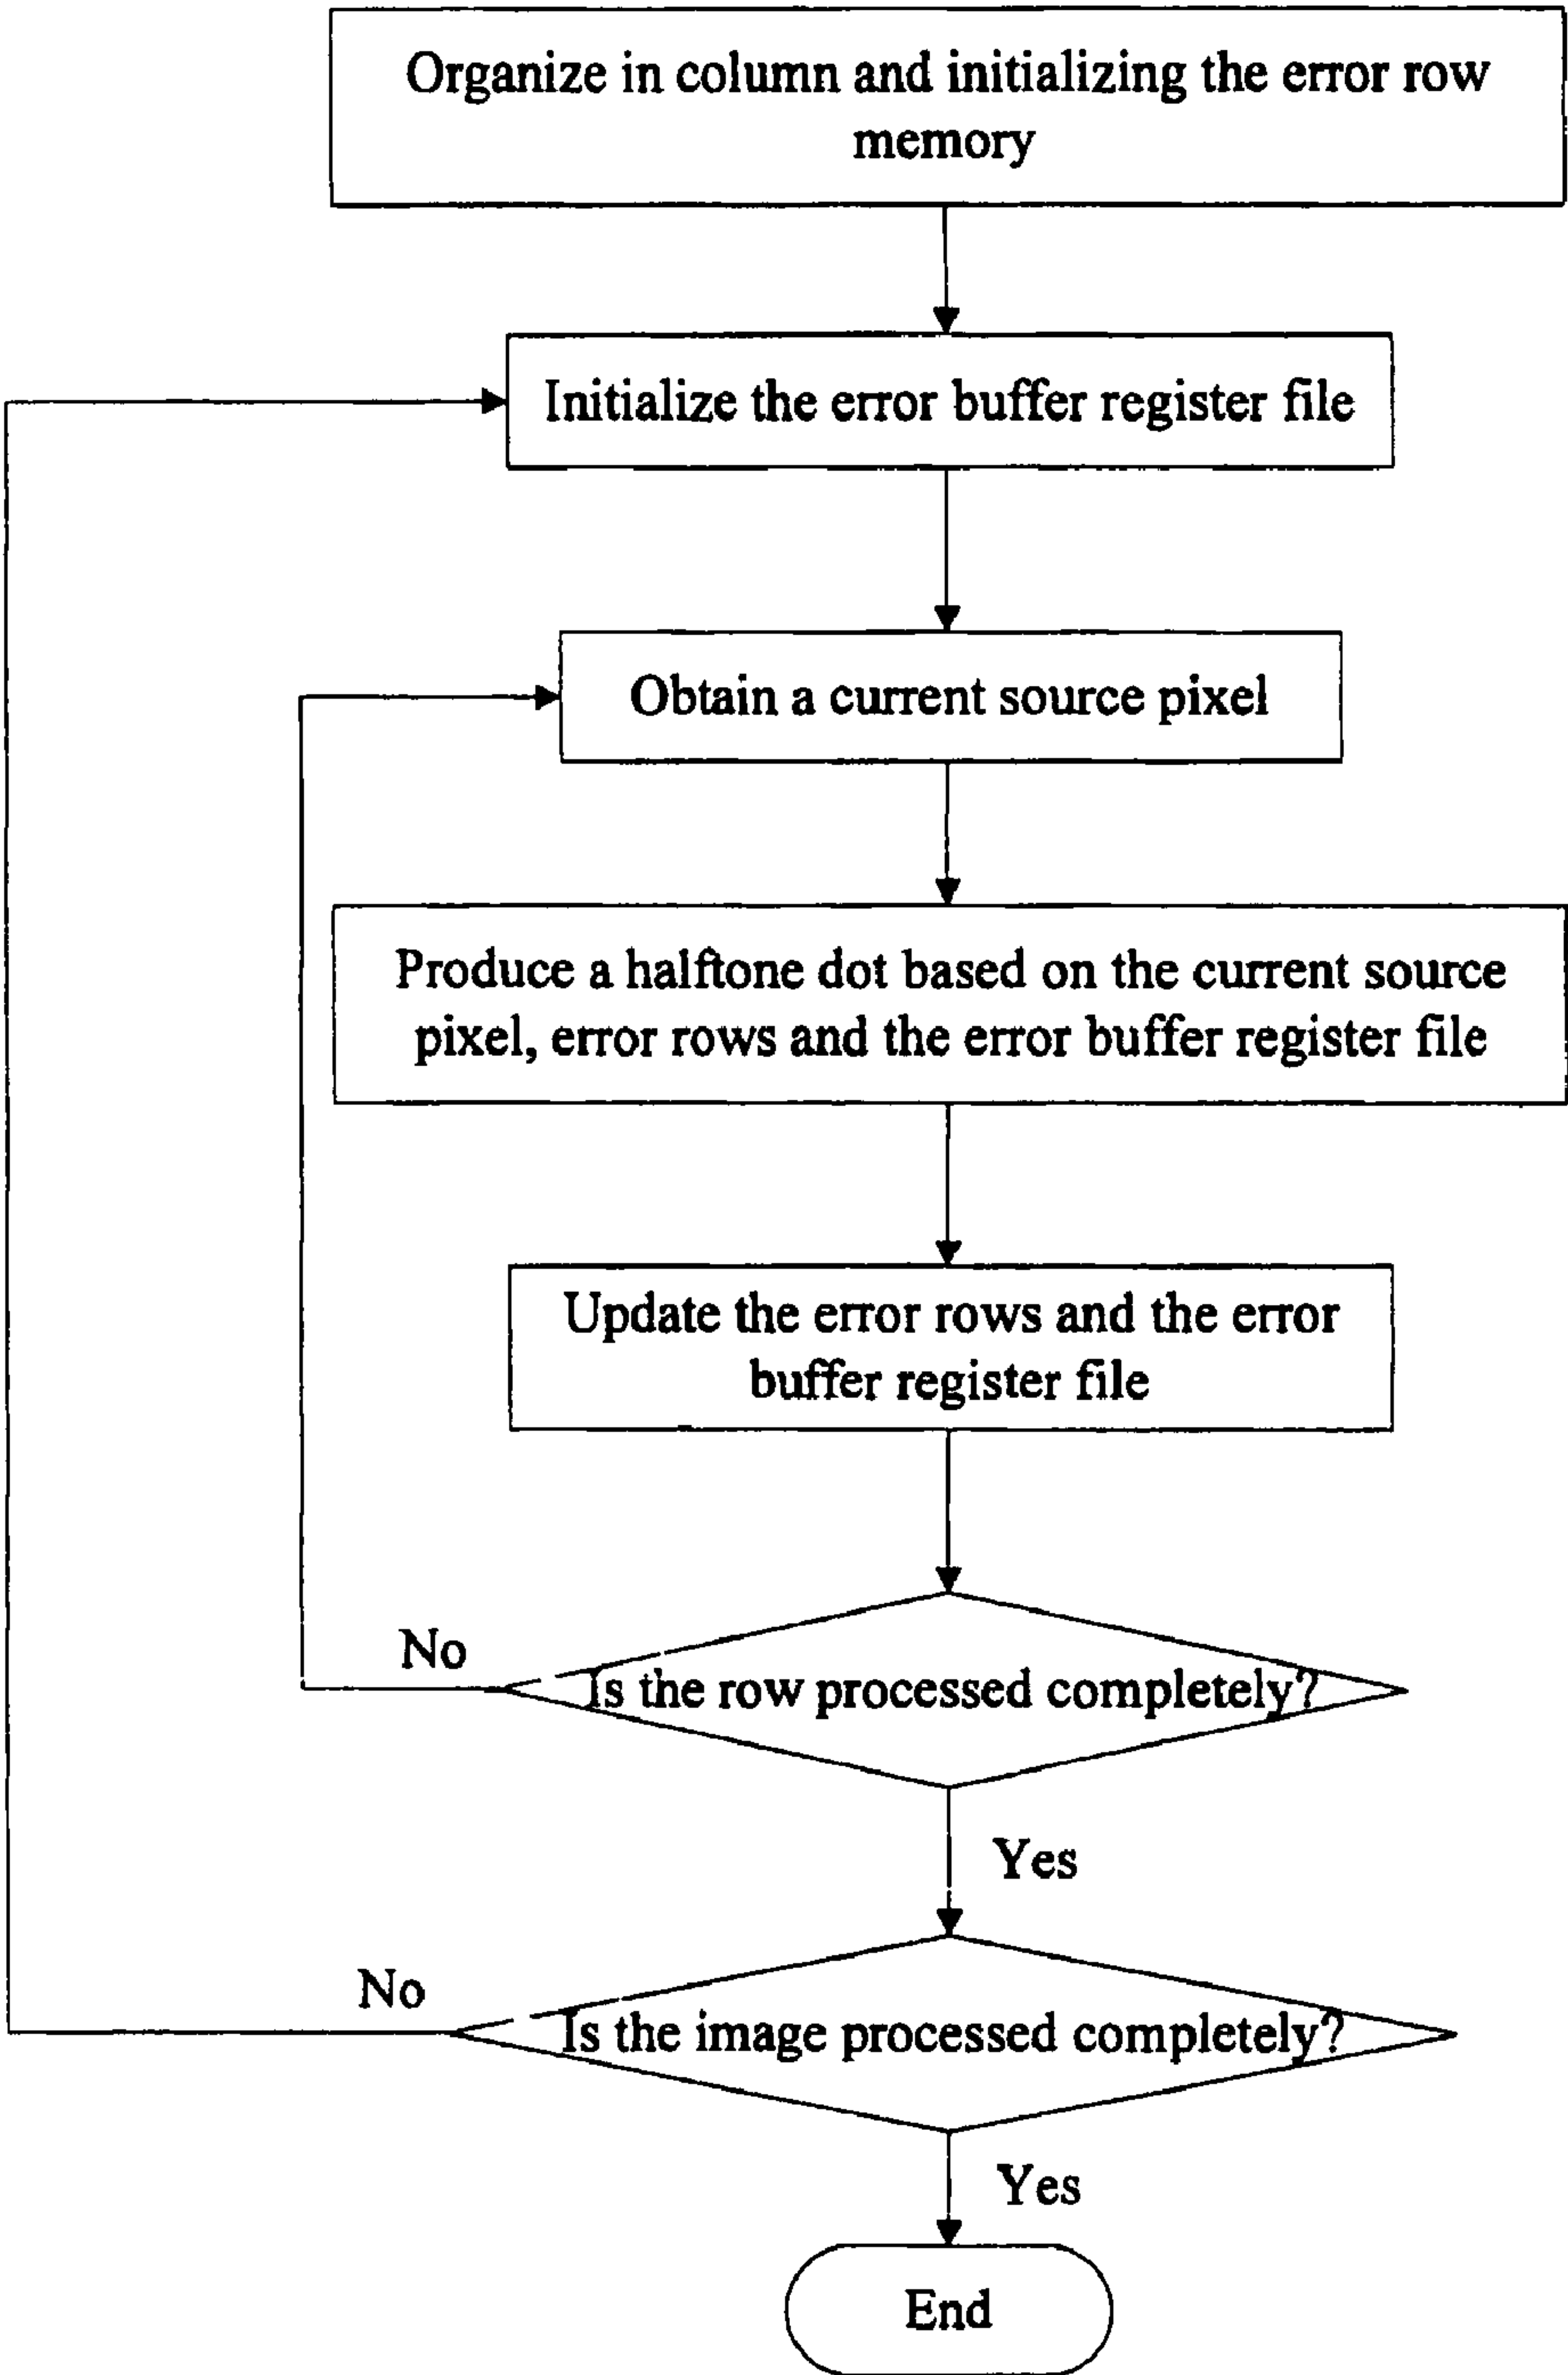 Organize in column and initializing the error row
memory
Initialize the error buffer register file
Obtain a current source pixel
Produce a halftone dot based on the current source
pixel, error rows and the error buffer register file
Update the error rows and the error
buffer register file
No
Is the row processed completely?
Yes
No
Is the image processed completely?
Yes
End